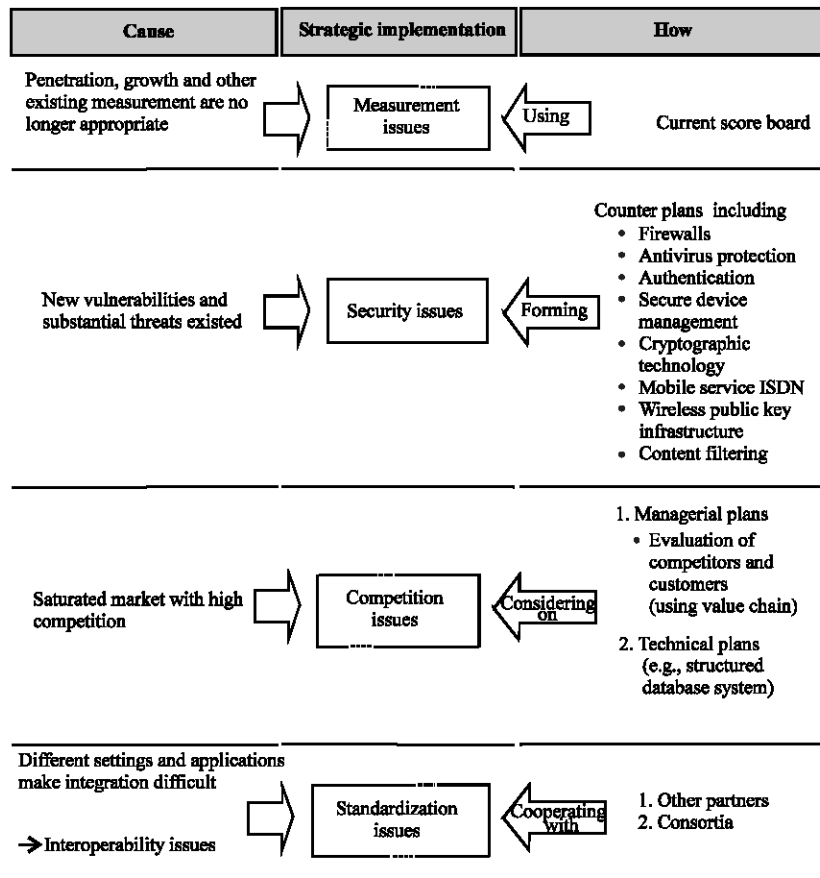 Cause
Strategic implementation
How
Penetration, growth and other
existing measurement are no
longer appropriate
Measurement
issues
Using
Current score board
New vulnerabilities and
substantial threats existed
Security issues
Forming
Counter plans including
• Firewalls
• Antivirus protection
• Authentication
• Secure device
management
• Cryptographic
technology
• Mobile service ISDN
• Wireless public key
infrastructure
• Content filtering
Saturated market with high
competition
Competition
issues
Considering
on
1. Managerial plans
• Evaluation of
competitors and
customers
(using value chain)
2. Technical plans
(e.g., structured
database system)
Different settings and applications
make integration difficult
→ Interoperability issues
Standardization
issues
Cooperating
with
1. Other partners
2. Consortia